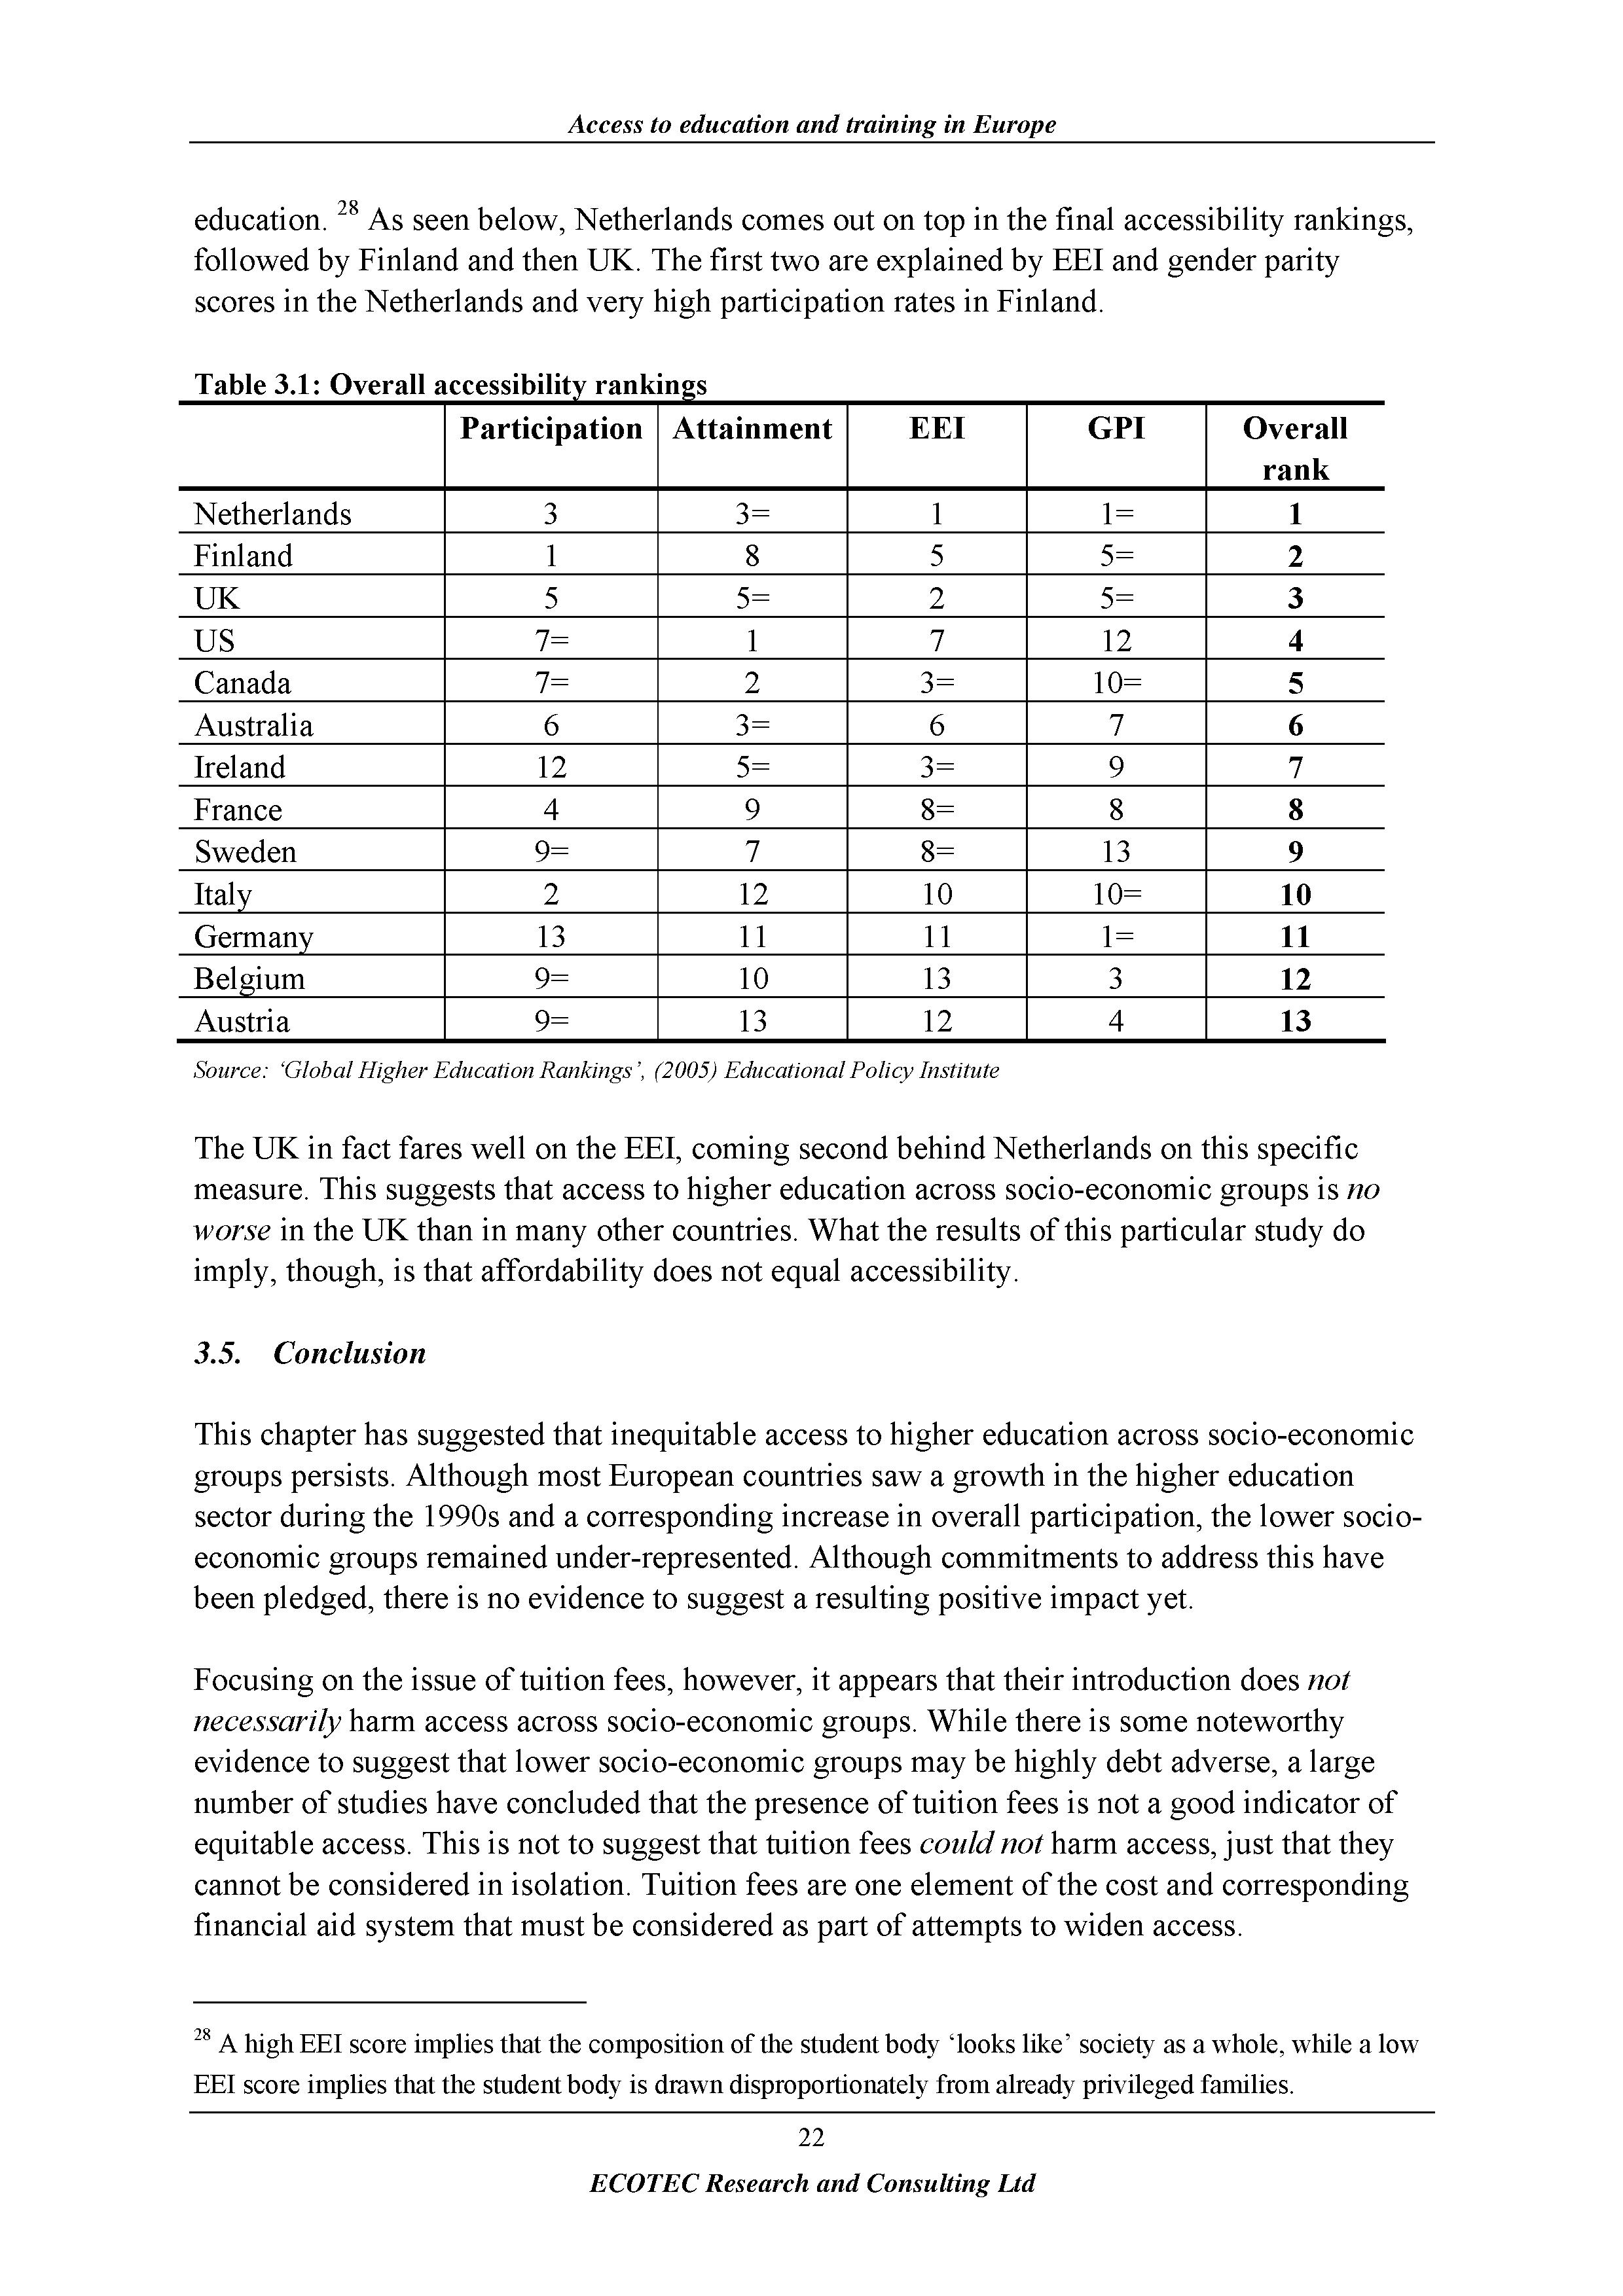 Access to education and training in Europe
education. 28 As seen below, Netherlands comes out on top in the final accessibility rankings,
followed by Finland and then UK. The first two are explained by EEI and gender parity
scores in the Netherlands and very high participation rates in Finland.
Table 3.1: Overall accessibility rankings
Participation Attainment EEI GPI Overall
rank
Netherlands 3 3= 1 1= 1
Finland 1 8 5 5= 2
UK 5 5= 2 5= 3
US 7= 1 7 12 4
Canada 7= 2 3= 10= 5
Australia 6 3= 6 7 6
Ireland 12 5= 3= 9 7
France 4 9 8= 8 8
Sweden 9= 7 8= 13 9
Italy 2 12 10 10= 10
Germany 13 11 11 1= 11
Belgium 9= 10 13 3 12
Austria 9= 13 12 4 13
Source: ‘Global Higher Education Rankings’, (2005) Educational Policy Institute
The UK in fact fares well on the EEI, coming second behind Netherlands on this specific
measure. This suggests that access to higher education across socio-economic groups is no
worse in the UK than in many other countries. What the results of this particular study do
imply, though, is that affordability does not equal accessibility.
3.5. Conclusion
This chapter has suggested that inequitable access to higher education across socio-economic
groups persists. Although most European countries saw a growth in the higher education
sector during the 1990s and a corresponding increase in overall participation, the lower socio-
economic groups remained under-represented. Although commitments to address this have
been pledged, there is no evidence to suggest a resulting positive impact yet.
Focusing on the issue of tuition fees, however, it appears that their introduction does not
necessarily harm access across socio-economic groups. While there is some noteworthy
evidence to suggest that lower socio-economic groups may be highly debt adverse, a large
number of studies have concluded that the presence of tuition fees is not a good indicator of
equitable access. This is not to suggest that tuition fees could not harm access, just that they
cannot be considered in isolation. Tuition fees are one element of the cost and corresponding
financial aid system that must be considered as part of attempts to widen access.
28 A high EEI score implies that the composition of the student body ‘looks like’ society as a whole, while a low
EEI score implies that the student body is drawn disproportionately from already privileged families.
22
ECOTEC Research and Consulting Ltd